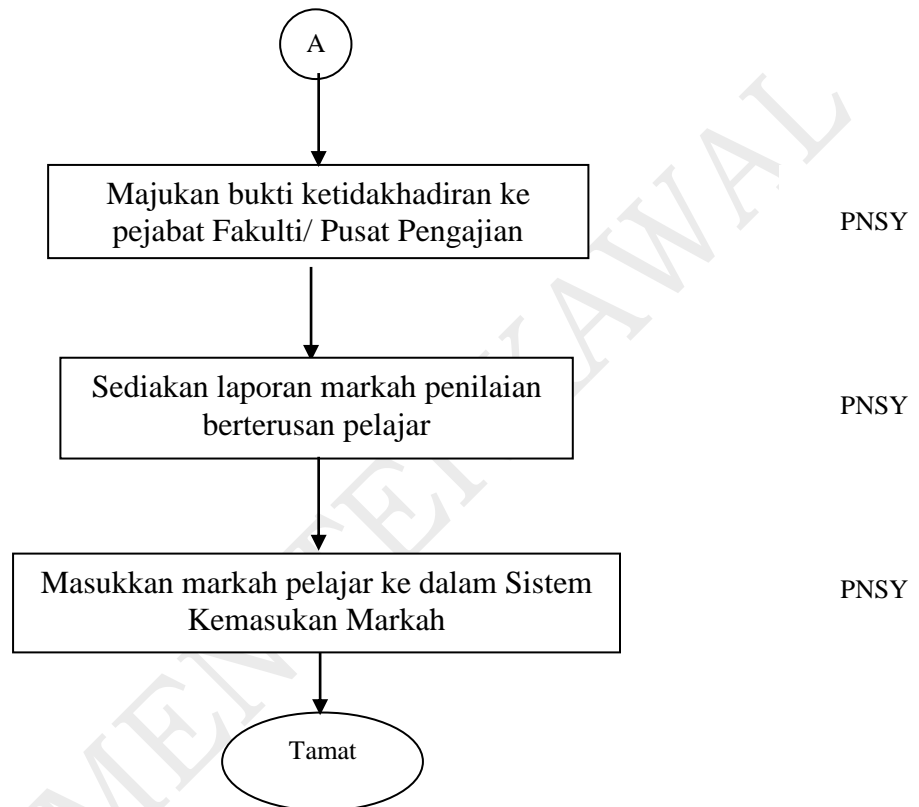 A
Majukan bukti ketidakhadiran ke
pejabat Fakulti/ Pusat Pengajian
PNSY
Sediakan laporan markah penilaian
berterusan pelajar
PNSY
Masukkan markah pelajar ke dalam Sistem
Kemasukan Markah
PNSY
Tamat